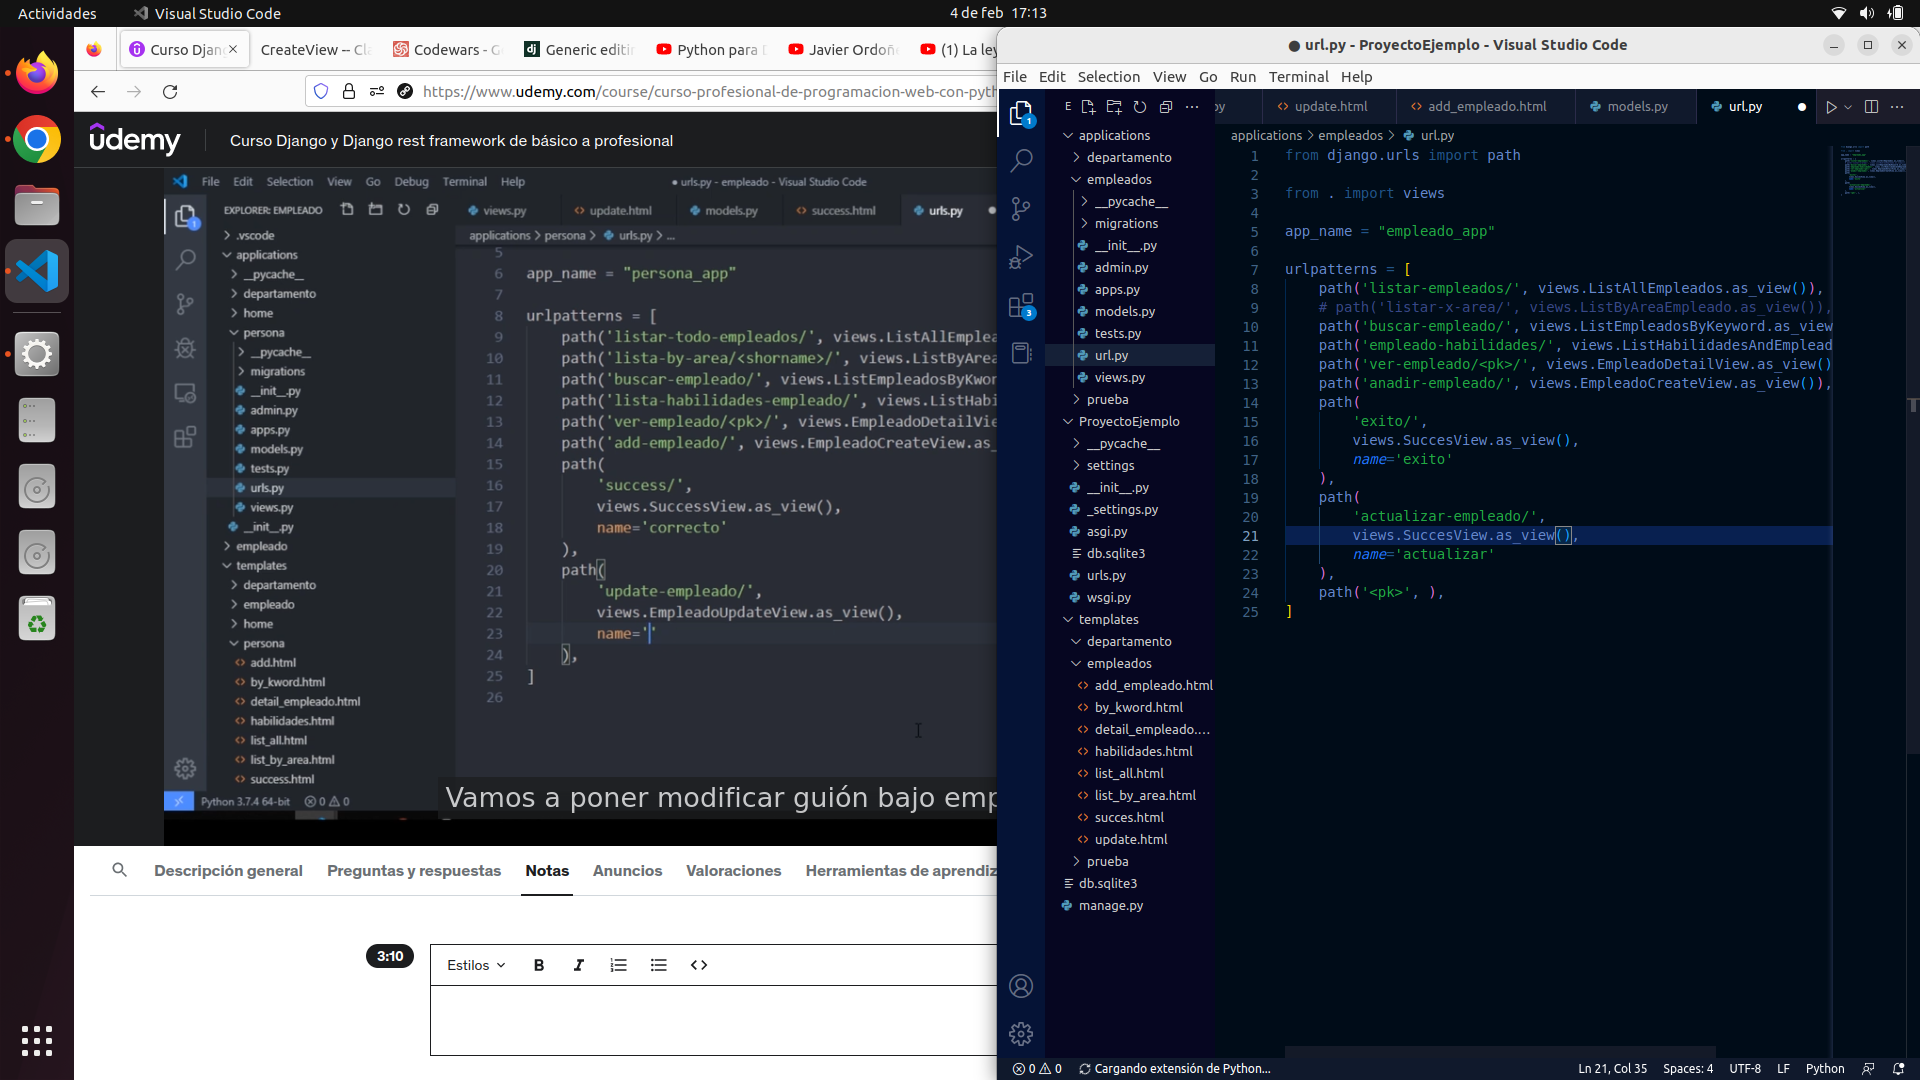 Actividades
Visual Studio Code
4 de feb 17:13
Curso Djan
CreateView -- Cla
Codewars - G
Generic editin
Python para D
Javier Ordoñe
(1) La ley
https://www.udemy.com/course/curso-profesional-de-programacion-web-con-pyth
udemy
Curso Django y Django rest framework de básico a profesional
File Edit Selection View Go Debug Terminal Help
● urls.py - empleado - Visual Studio Code
EXPLORER: EMPLEADO
views.py
update.html
models.py
success.html
urls.py
applications > persona > urls.py > ...
.vscode
applications
__pycache__
departamento
home
persona
__pycache__
migrations
__init__.py
admin.py
apps.py
models.py
tests.py
urls.py
views.py
__init__.py
empleado
templates
departamento
empleado
home
persona
add.html
by_kword.html
detail_empleado.html
habilidades.html
list_all.html
list_by_area.html
success.html
5
6 app_name = "persona_app"
7
8 urlpatterns = [
9 path('listar-todo-empleados/', views.ListAllEmplea
10 path('lista-by-area/<shorname>/', views.ListByArea
11 path('buscar-empleado/', views.ListEmpleadosByKwor
12 path('lista-habilidades-empleado/', views.ListHabi
13 path('ver-empleado/<pk>/', views.EmpleadoDetailVie
14 path('add-empleado/', views.EmpleadoCreateView.as_
15 path(
16 'success/',
17 views.SuccessView.as_view(),
18 name='correcto'
19 ),
20 path(
21 'update-empleado/',
22 views.EmpleadoUpdateView.as_view(),
23 name=''
24 ),
25 ]
26
Python 3.7.4 64-bit 0 0
Vamos a poner modificar guión bajo emp
Descripción general
Preguntas y respuestas
Notas
Anuncios
Valoraciones
Herramientas de aprendiz
3:10
Estilos B I
● url.py - ProyectoEjemplo - Visual Studio Code
File Edit Selection View Go Run Terminal Help
1
3
E
py
update.html
add_empleado.html
models.py
url.py
applications > empleados > url.py
applications
departamento
empleados
__pycache__
migrations
__init__.py
admin.py
apps.py
models.py
tests.py
url.py
views.py
prueba
ProyectoEjemplo
__pycache__
settings
__init__.py
_settings.py
asgi.py
db.sqlite3
urls.py
wsgi.py
templates
departamento
empleados
add_empleado.html
by_kword.html
detail_empleado....
habilidades.html
list_all.html
list_by_area.html
succes.html
update.html
prueba
db.sqlite3
manage.py
1 from django.urls import path
2
3 from . import views
4
5 app_name = "empleado_app"
6
7 urlpatterns = [
8 path('listar-empleados/', views.ListAllEmpleados.as_view()),
9 # path('listar-x-area/', views.ListByAreaEmpleado.as_view()),
10 path('buscar-empleado/', views.ListEmpleadosByKeyword.as_view
11 path('empleado-habilidades/', views.ListHabilidadesAndEmplead
12 path('ver-empleado/<pk>/', views.EmpleadoDetailView.as_view()
13 path('anadir-empleado/', views.EmpleadoCreateView.as_view()),
14 path(
15 'exito/',
16 views.SuccesView.as_view(),
17 name='exito'
18 ),
19 path(
20 'actualizar-empleado/',
21 views.SuccesView.as_view(),
22 name='actualizar'
23 ),
24 path('<pk>', ),
25 ]
0 0 Cargando extensión de Python...
Ln 21, Col 35 Spaces: 4 UTF-8 LF Python